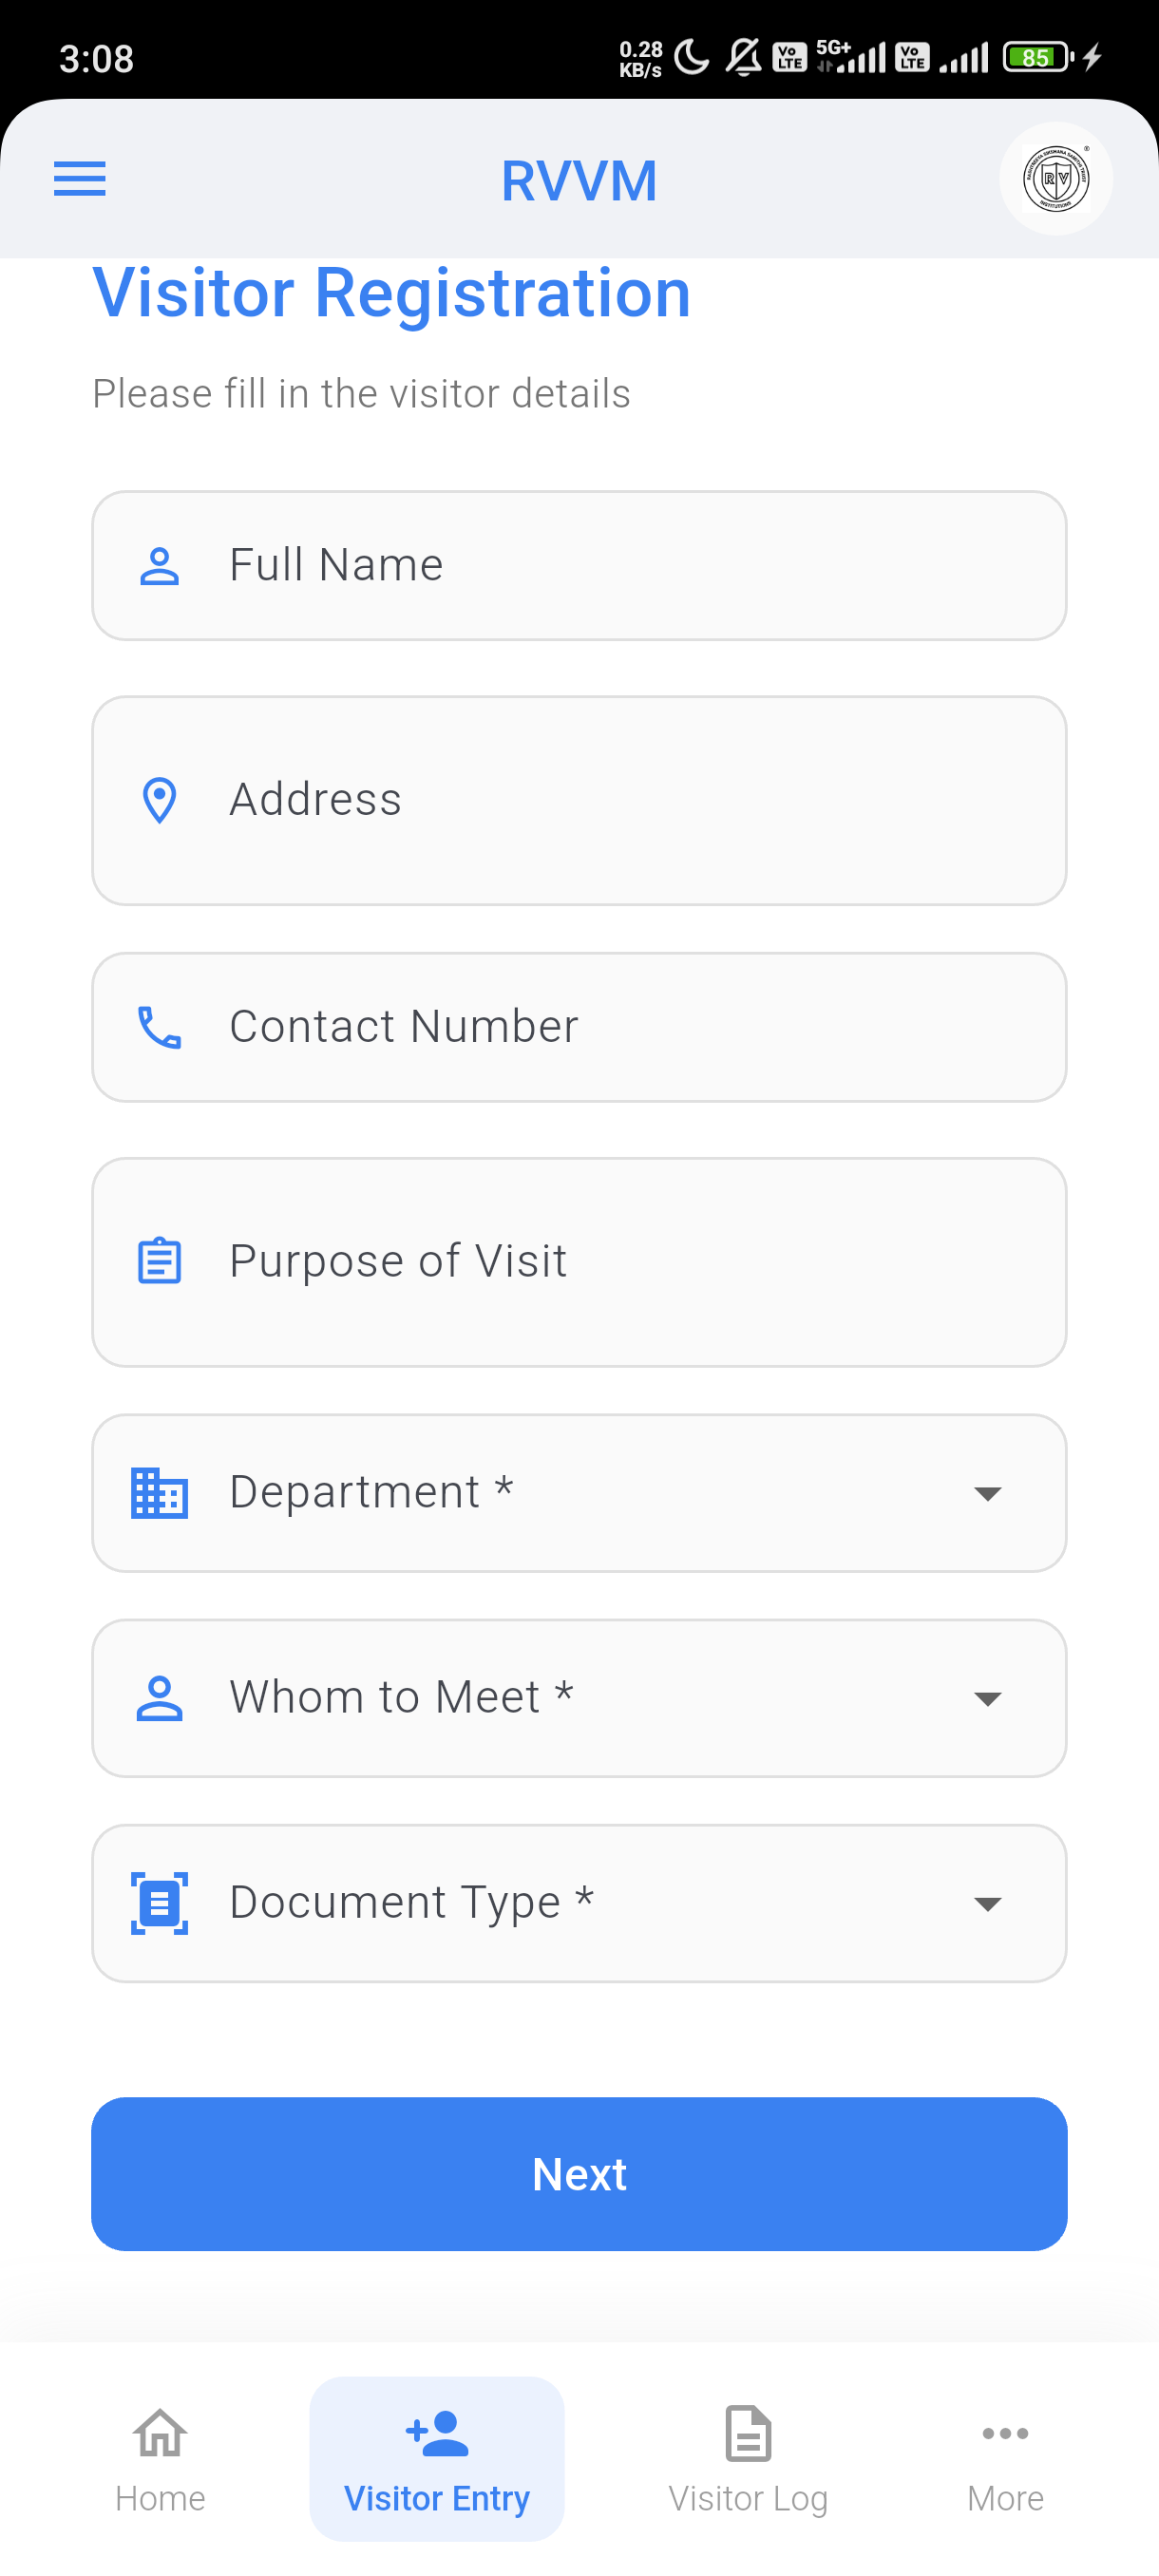 3:08
0.28
KB/s
Vo
LTE
5G+
Vo
LTE
85
RVVM
RV
INSTITUTIONS
Visitor Registration
Please fill in the visitor details
Full Name
Address
Contact Number
Purpose of Visit
Department *
Whom to Meet *
Document Type *
Next
Home
Visitor Entry
Visitor Log
More